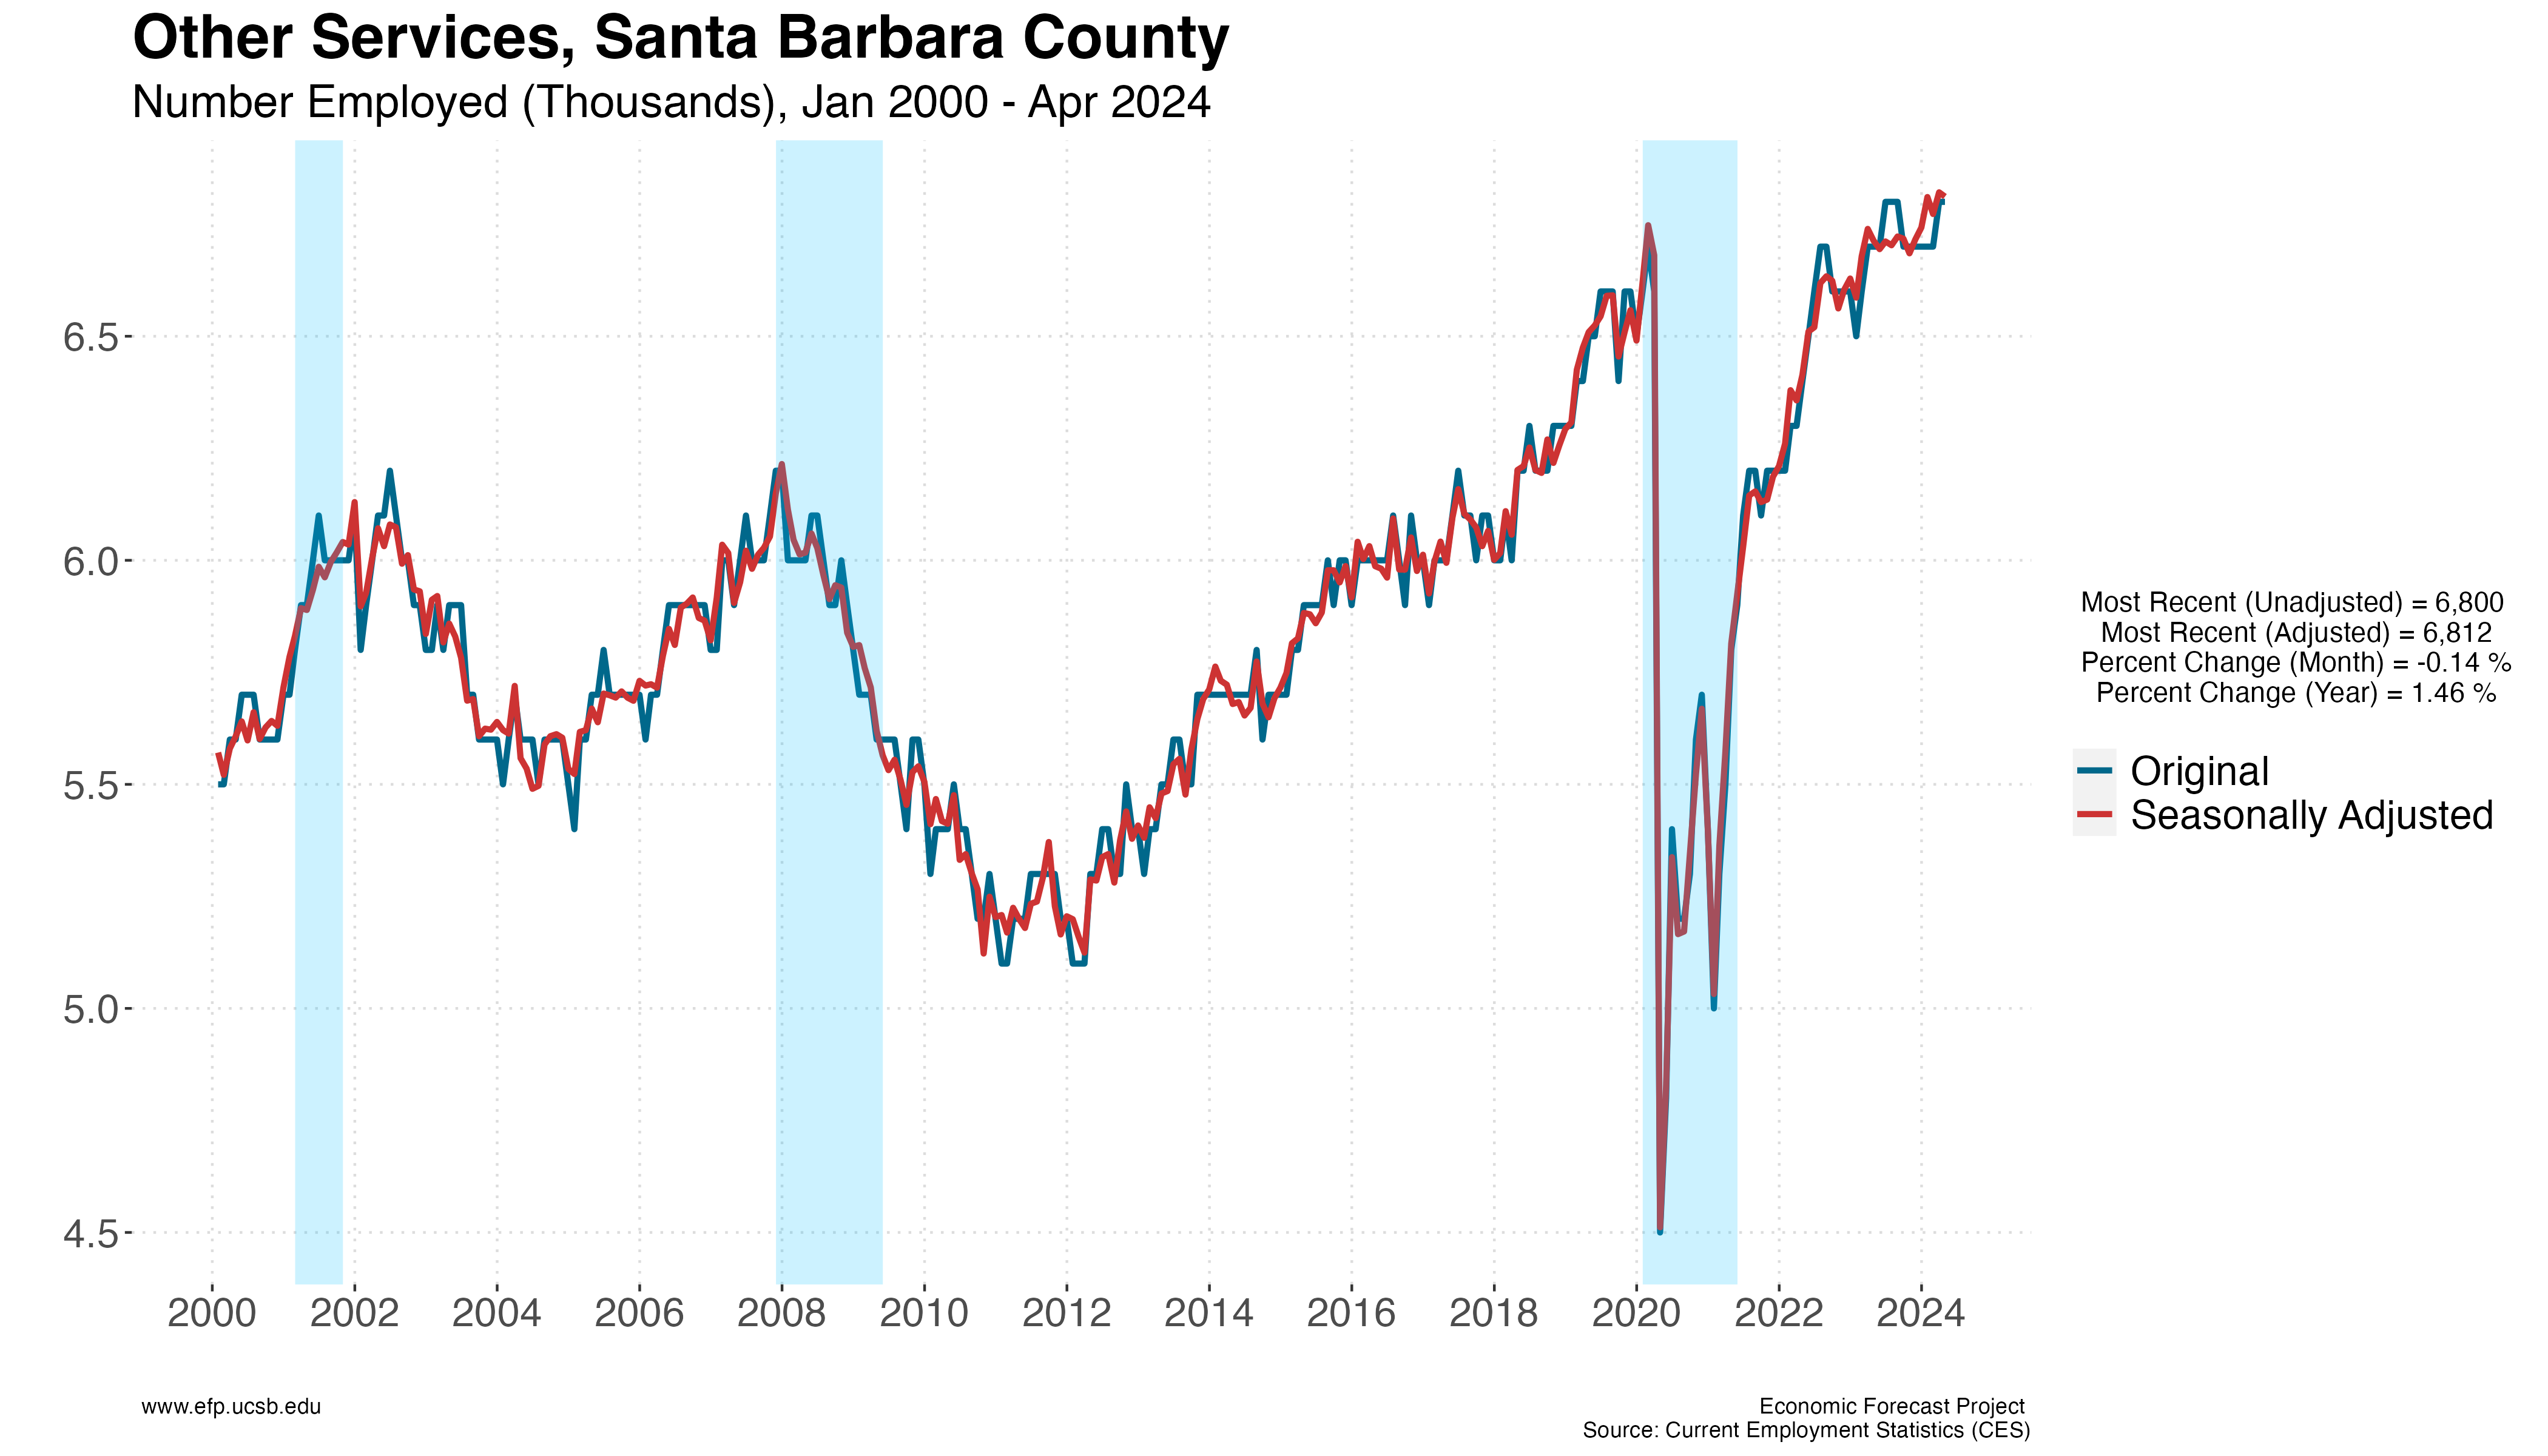 Other Services, Santa Barbara County
Number Employed (Thousands), Jan 2000 - Apr 2024
6.5
6.0
5.5
5.0
4.5
2000 2002 2004 2006 2008 2010 2012 2014 2016 2018 2020 2022 2024
Most Recent (Unadjusted) = 6,800
Most Recent (Adjusted) = 6,812
Percent Change (Month) = -0.14 %
Percent Change (Year) = 1.46 %
Original
Seasonally Adjusted
www.efp.ucsb.edu
Economic Forecast Project
Source: Current Employment Statistics (CES)